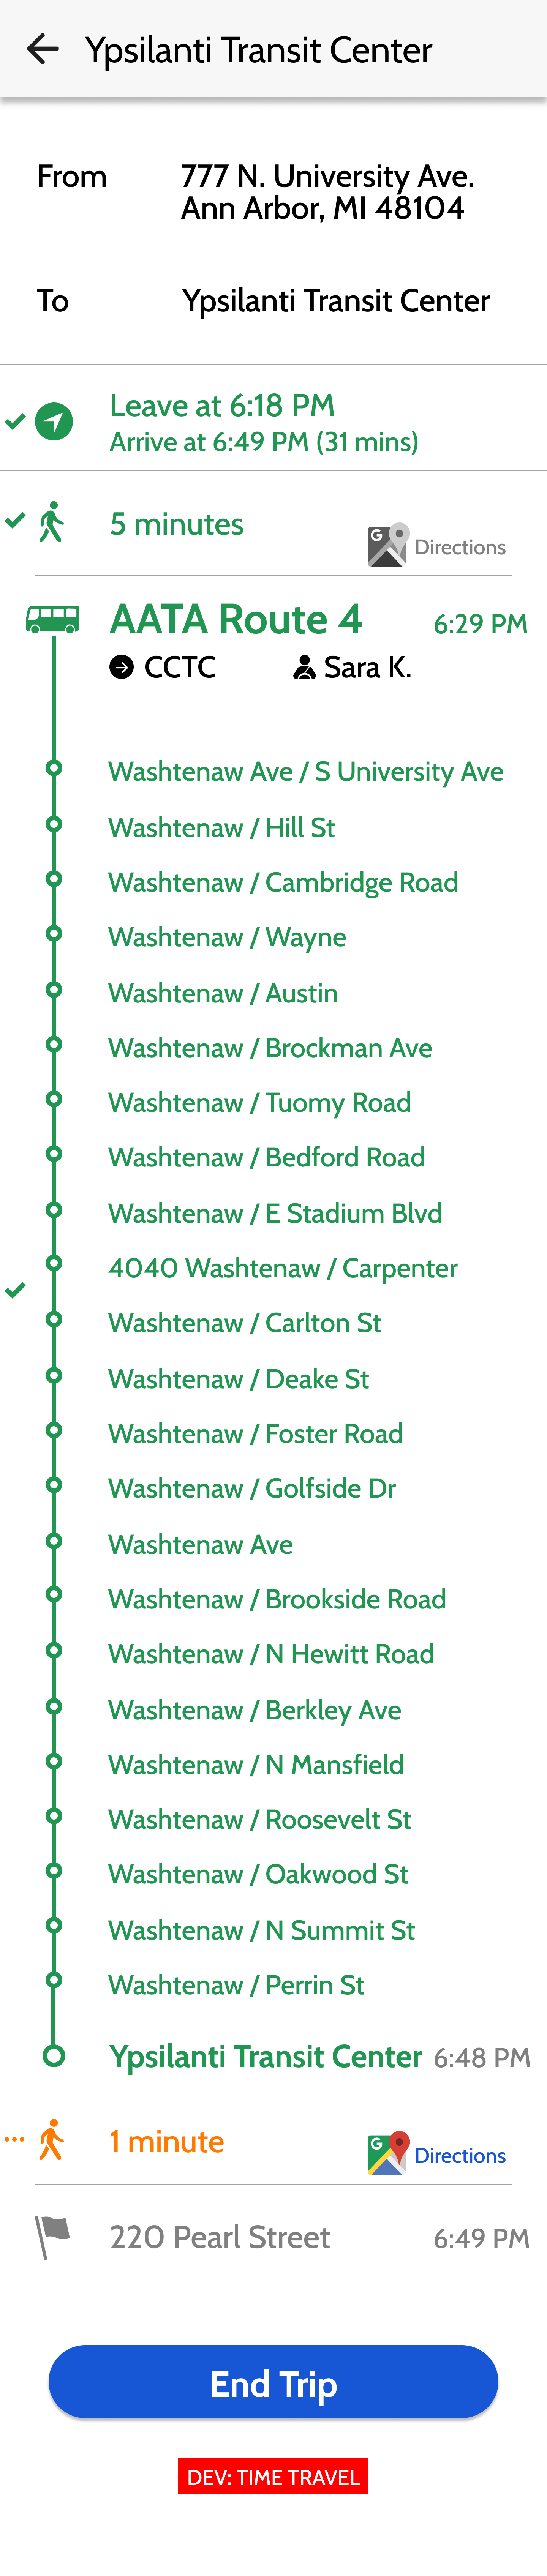 Ypsilanti Transit Center
From
777 N. University Ave.
Ann Arbor, MI 48104
To
Ypsilanti Transit Center
Leave at 6:18 PM
Arrive at 6:49 PM (31 mins)
5 minutes
G Directions
AATA Route 4 6:29 PM
CCTC Sara K.
Washtenaw Ave / S University Ave
Washtenaw / Hill St
Washtenaw / Cambridge Road
Washtenaw / Wayne
Washtenaw / Austin
Washtenaw / Brockman Ave
Washtenaw / Tuomy Road
Washtenaw / Bedford Road
Washtenaw / E Stadium Blvd
4040 Washtenaw / Carpenter
Washtenaw / Carlton St
Washtenaw / Deake St
Washtenaw / Foster Road
Washtenaw / Golfside Dr
Washtenaw Ave
Washtenaw / Brookside Road
Washtenaw / N Hewitt Road
Washtenaw / Berkley Ave
Washtenaw / N Mansfield
Washtenaw / Roosevelt St
Washtenaw / Oakwood St
Washtenaw / N Summit St
Washtenaw / Perrin St
Ypsilanti Transit Center 6:48 PM
1 minute
G Directions
220 Pearl Street 6:49 PM
End Trip
DEV: TIME TRAVEL